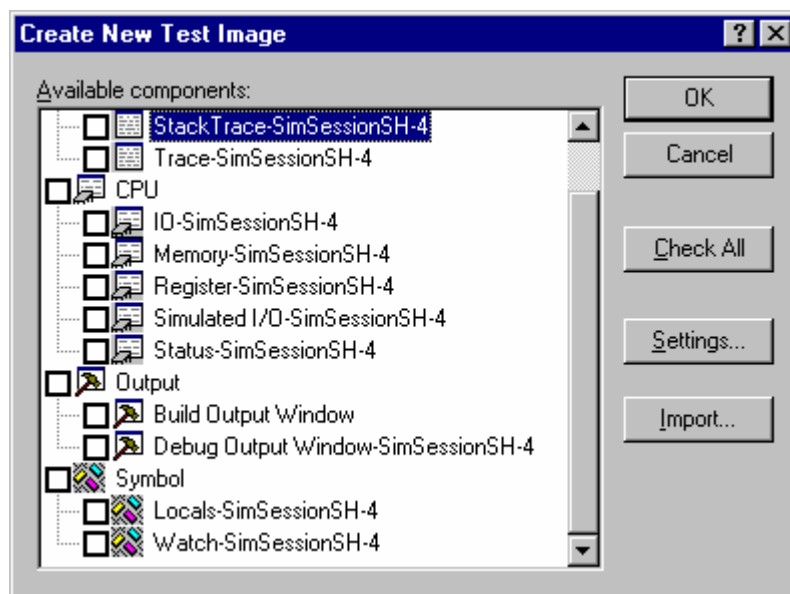 Create New Test Image
Available components:
StackTrace-SimSessionSH-4
Trace-SimSessionSH-4
CPU
IO-SimSessionSH-4
Memory-SimSessionSH-4
Register-SimSessionSH-4
Simulated I/O-SimSessionSH-4
Status-SimSessionSH-4
Output
Build Output Window
Debug Output Window-SimSessionSH-4
Symbol
Locals-SimSessionSH-4
Watch-SimSessionSH-4
OK
Cancel
Check All
Settings...
Import...